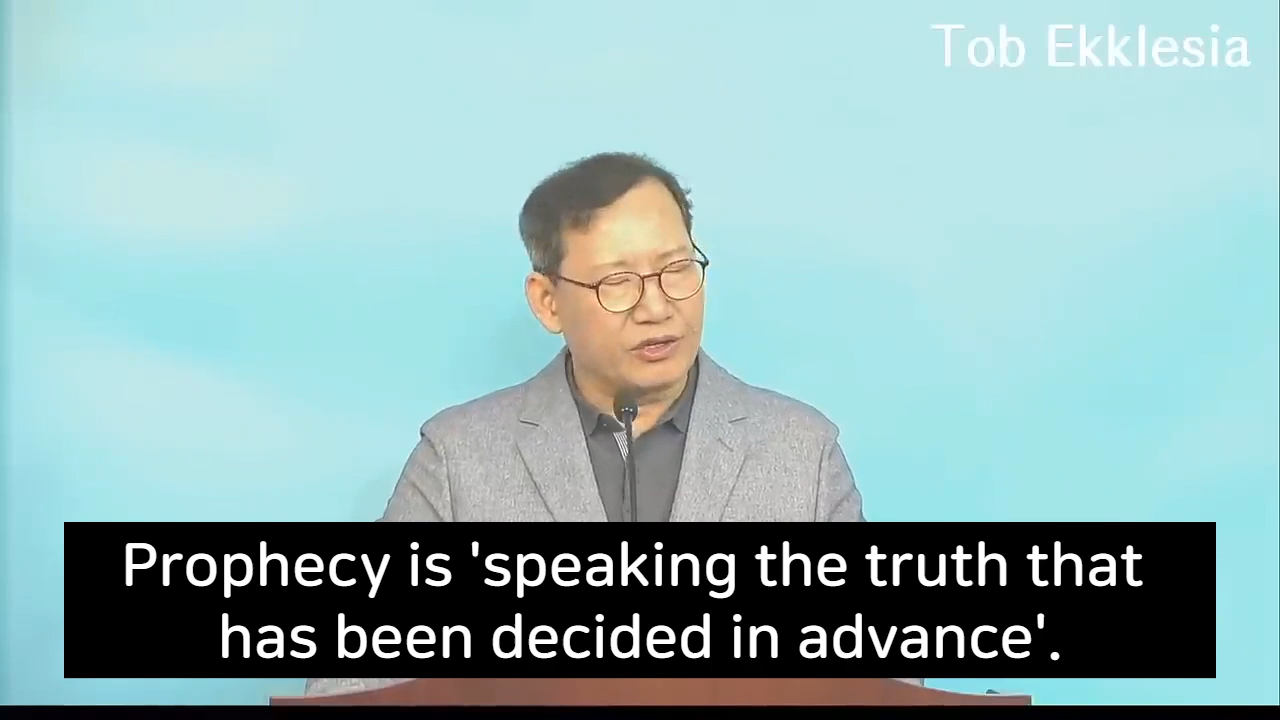 Tob Ekklesia
Prophecy is 'speaking the truth that
has been decided in advance'.